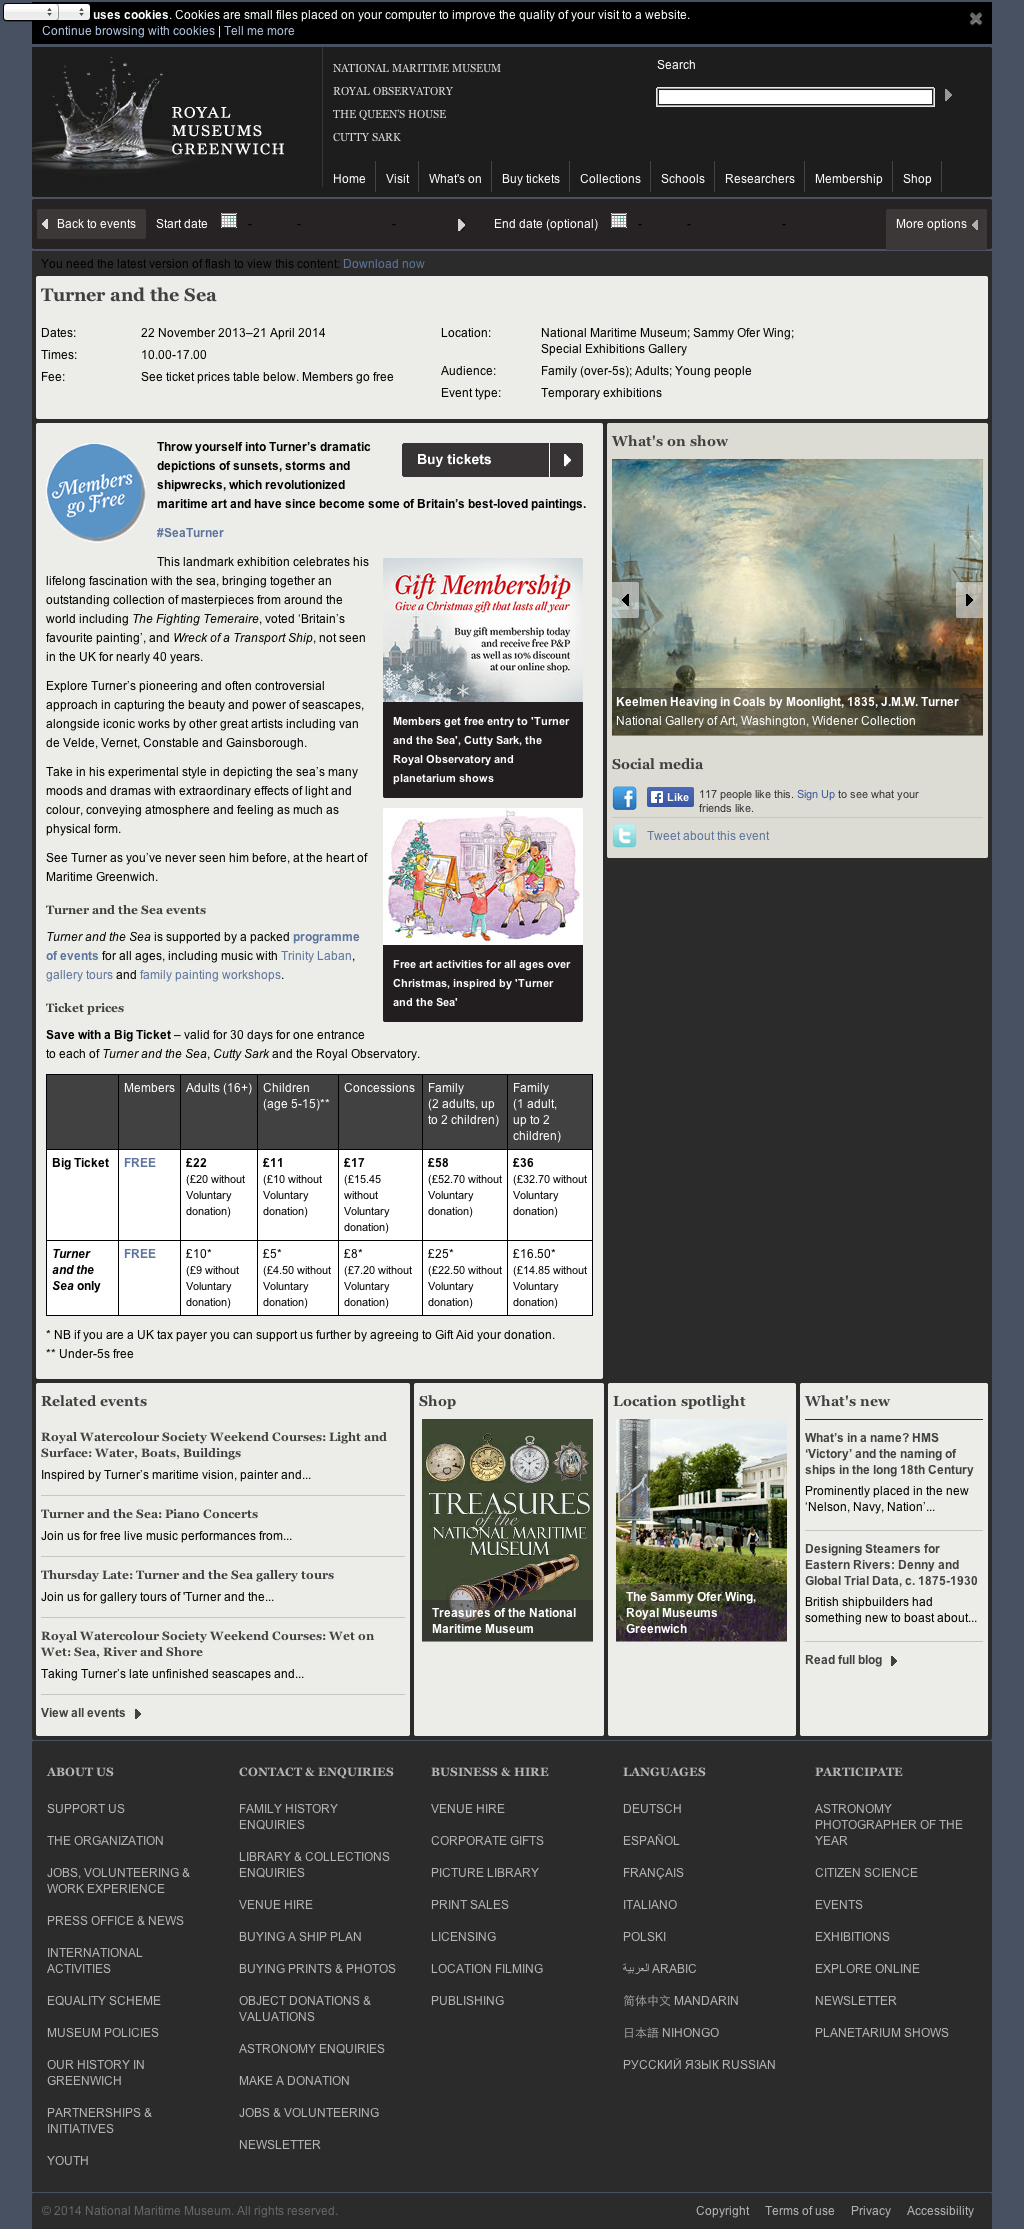 uses cookies. Cookies are small files placed on your computer to improve the quality of your visit to a website.
Continue browsing with cookies | Tell me more
ROYAL
MUSEUMS
GREENWICH
NATIONAL MARITIME MUSEUM
ROYAL OBSERVATORY
THE QUEEN'S HOUSE
CUTTY SARK
Search
Home
Visit
What's on
Buy tickets
Collections
Schools
Researchers
Membership
Shop
Back to events
Start date
- - -
End date (optional)
- - -
More options
You need the latest version of flash to view this content: Download now
Turner and the Sea
Dates: 22 November 2013–21 April 2014
Times: 10.00-17.00
Fee: See ticket prices table below. Members go free
Location: National Maritime Museum; Sammy Ofer Wing;
Special Exhibitions Gallery
Audience: Family (over-5s); Adults; Young people
Event type: Temporary exhibitions
Members
go Free
Throw yourself into Turner's dramatic
depictions of sunsets, storms and
shipwrecks, which revolutionized
maritime art and have since become some of Britain's best-loved paintings.
Buy tickets
#SeaTurner
This landmark exhibition celebrates his
lifelong fascination with the sea, bringing together an
outstanding collection of masterpieces from around the
world including The Fighting Temeraire, voted ‘Britain’s
favourite painting’, and Wreck of a Transport Ship, not seen
in the UK for nearly 40 years.
Explore Turner’s pioneering and often controversial
approach in capturing the beauty and power of seascapes,
alongside iconic works by other great artists including van
de Velde, Vernet, Constable and Gainsborough.
Take in his experimental style in depicting the sea’s many
moods and dramas with extraordinary effects of light and
colour, conveying atmosphere and feeling as much as
physical form.
See Turner as you’ve never seen him before, at the heart of
Maritime Greenwich.
Turner and the Sea events
Turner and the Sea is supported by a packed programme
of events for all ages, including music with Trinity Laban,
gallery tours and family painting workshops.
Ticket prices
Save with a Big Ticket – valid for 30 days for one entrance
to each of Turner and the Sea, Cutty Sark and the Royal Observatory.
Gift Membership
Give a Christmas gift that lasts all year
Buy gift membership today
and receive free P&P
as well as 10% discount
at our online shop.
Members get free entry to 'Turner
and the Sea', Cutty Sark, the
Royal Observatory and
planetarium shows
Free art activities for all ages over
Christmas, inspired by 'Turner
and the Sea'
Members
Adults (16+)
Children
(age 5-15)**
Concessions
Family
(2 adults, up
to 2 children)
Family
(1 adult,
up to 2
children)
Big Ticket
FREE
£22
(£20 without
Voluntary
donation)
£11
(£10 without
Voluntary
donation)
£17
(£15.45
without
Voluntary
donation)
£58
(£52.70 without
Voluntary
donation)
£36
(£32.70 without
Voluntary
donation)
Turner
and the
Sea only
FREE
£10*
(£9 without
Voluntary
donation)
£5*
(£4.50 without
Voluntary
donation)
£8*
(£7.20 without
Voluntary
donation)
£25*
(£22.50 without
Voluntary
donation)
£16.50*
(£14.85 without
Voluntary
donation)
* NB if you are a UK tax payer you can support us further by agreeing to Gift Aid your donation.
** Under-5s free
What's on show
Keelmen Heaving in Coals by Moonlight, 1835, J.M.W. Turner
National Gallery of Art, Washington, Widener Collection
Social media
f
Like
117 people like this. Sign Up to see what your
friends like.
t
Tweet about this event
Related events
Royal Watercolour Society Weekend Courses: Light and
Surface: Water, Boats, Buildings
Inspired by Turner’s maritime vision, painter and...
Turner and the Sea: Piano Concerts
Join us for free live music performances from...
Thursday Late: Turner and the Sea gallery tours
Join us for gallery tours of 'Turner and the...
Royal Watercolour Society Weekend Courses: Wet on
Wet: Sea, River and Shore
Taking Turner’s late unfinished seascapes and...
View all events
Shop
TREASURES
of the
NATIONAL MARITIME
MUSEUM
Treasures of the National
Maritime Museum
Location spotlight
The Sammy Ofer Wing,
Royal Museums
Greenwich
What's new
What’s in a name? HMS
‘Victory’ and the naming of
ships in the long 18th Century
Prominently placed in the new
‘Nelson, Navy, Nation’...
Designing Steamers for
Eastern Rivers: Denny and
Global Trial Data, c. 1875-1930
British shipbuilders had
something new to boast about...
Read full blog
ABOUT US
SUPPORT US
THE ORGANIZATION
JOBS, VOLUNTEERING &
WORK EXPERIENCE
PRESS OFFICE & NEWS
INTERNATIONAL
ACTIVITIES
EQUALITY SCHEME
MUSEUM POLICIES
OUR HISTORY IN
GREENWICH
PARTNERSHIPS &
INITIATIVES
YOUTH
CONTACT & ENQUIRIES
FAMILY HISTORY
ENQUIRIES
LIBRARY & COLLECTIONS
ENQUIRIES
VENUE HIRE
BUYING A SHIP PLAN
BUYING PRINTS & PHOTOS
OBJECT DONATIONS &
VALUATIONS
ASTRONOMY ENQUIRIES
MAKE A DONATION
JOBS & VOLUNTEERING
NEWSLETTER
BUSINESS & HIRE
VENUE HIRE
CORPORATE GIFTS
PICTURE LIBRARY
PRINT SALES
LICENSING
LOCATION FILMING
PUBLISHING
LANGUAGES
DEUTSCH
ESPAÑOL
FRANÇAIS
ITALIANO
POLSKI
العربية ARABIC
简体中文 MANDARIN
日本語 NIHONGO
РУССКИЙ ЯЗЫК RUSSIAN
PARTICIPATE
ASTRONOMY
PHOTOGRAPHER OF THE
YEAR
CITIZEN SCIENCE
EVENTS
EXHIBITIONS
EXPLORE ONLINE
NEWSLETTER
PLANETARIUM SHOWS
© 2014 National Maritime Museum. All rights reserved.
Copyright
Terms of use
Privacy
Accessibility